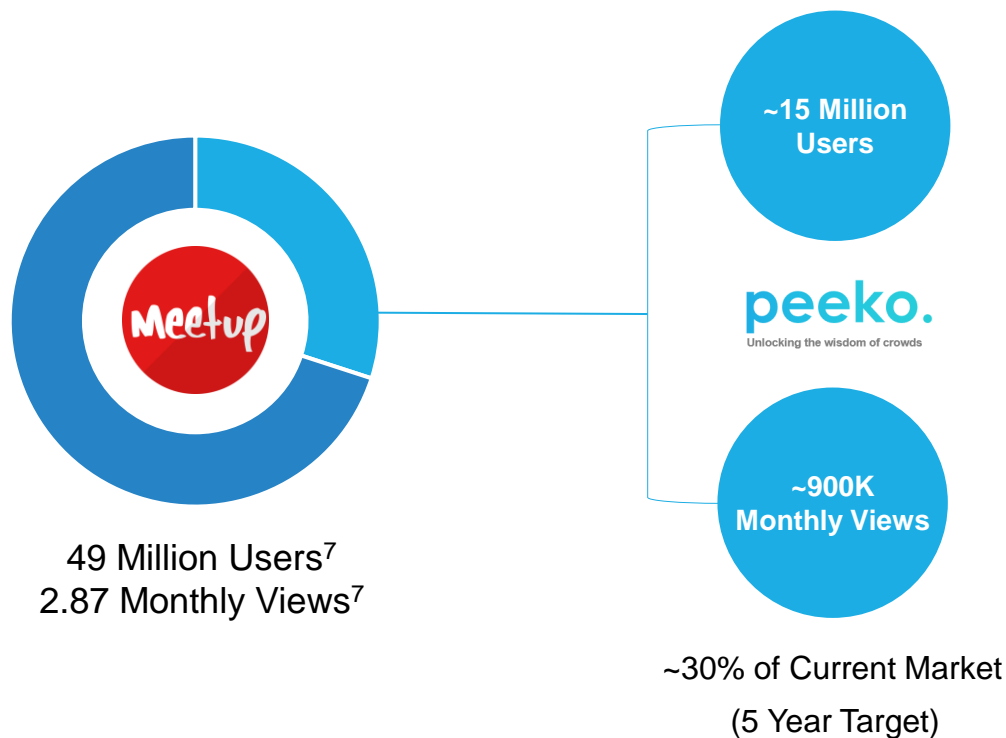 Meetup
49 Million Users⁷
2.87 Monthly Views⁷
~15 Million
Users
peeko.
Unlocking the wisdom of crowds
~900K
Monthly Views
~30% of Current Market
(5 Year Target)